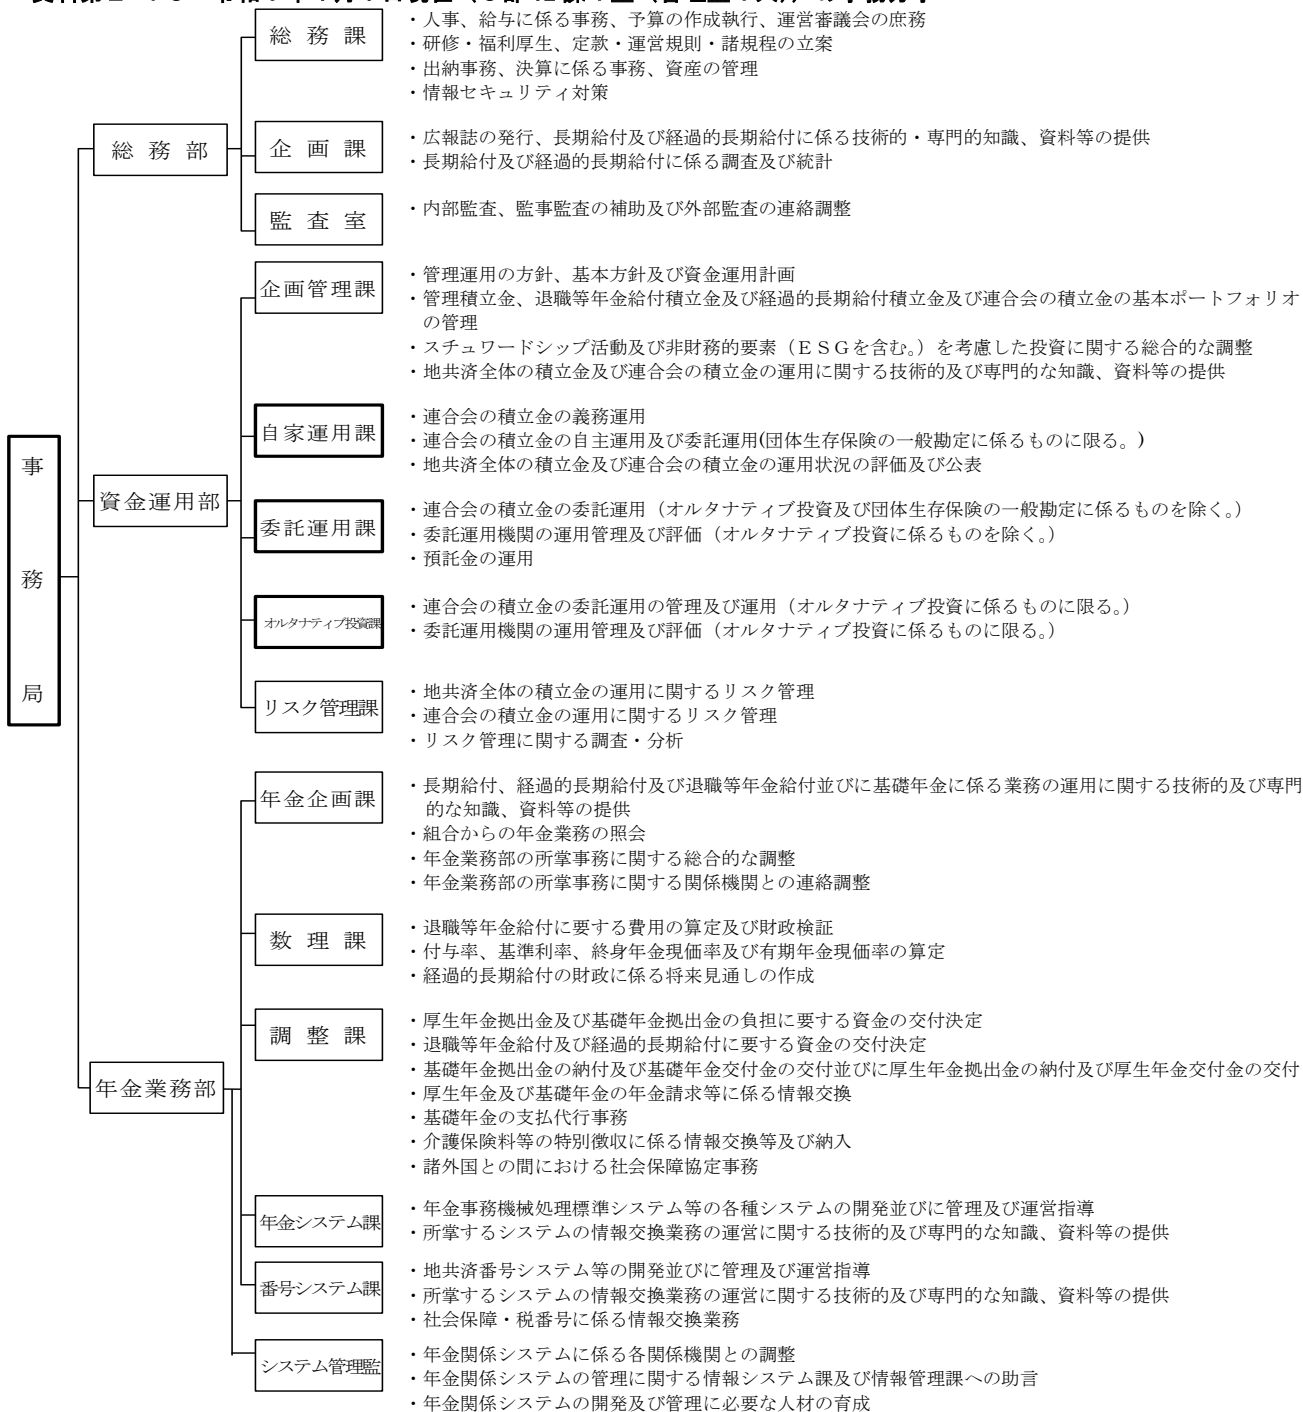 総務課
・人事、給与に係る事務、予算の作成執行、運営審議会の庶務
・研修・福利厚生、定款・運営規則・諸規程の立案
・出納事務、決算に係る事務、資産の管理
・情報セキュリティ対策
総務部
企画課
・広報誌の発行、長期給付及び経過的長期給付に係る技術的・専門的知識、資料等の提供
・長期給付及び経過的長期給付に係る調査及び統計
監査室
・内部監査、監事監査の補助及び外部監査の連絡調整
企画管理課
・管理運用の方針、基本方針及び資金運用計画
・管理積立金、退職等年金給付積立金及び経過的長期給付積立金及び連合会の積立金の基本ポートフォリオ
の管理
・スチュワードシップ活動及び非財務的要素（ＥＳＧを含む。）を考慮した投資に関する総合的な調整
・地共済全体の積立金及び連合会の積立金の運用に関する技術的及び専門的な知識、資料等の提供
自家運用課
・連合会の積立金の義務運用
・連合会の積立金の自主運用及び委託運用(団体生存保険の一般勘定に係るものに限る。)
・地共済全体の積立金及び連合会の積立金の運用状況の評価及び公表
事務局
資金運用部
委託運用課
・連合会の積立金の委託運用（オルタナティブ投資及び団体生存保険の一般勘定に係るものを除く。）
・委託運用機関の運用管理及び評価（オルタナティブ投資に係るものを除く。）
・預託金の運用
オルタナティブ投資課
・連合会の積立金の委託運用の管理及び運用（オルタナティブ投資に係るものに限る。）
・委託運用機関の運用管理及び評価（オルタナティブ投資に係るものに限る。）
リスク管理課
・地共済全体の積立金の運用に関するリスク管理
・連合会の積立金の運用に関するリスク管理
・リスク管理に関する調査・分析
年金企画課
・長期給付、経過的長期給付及び退職等年金給付並びに基礎年金に係る業務の運用に関する技術的及び専門
的な知識、資料等の提供
・組合からの年金業務の照会
・年金業務部の所掌事務に関する総合的な調整
・年金業務部の所掌事務に関する関係機関との連絡調整
数理課
・退職等年金給付に要する費用の算定及び財政検証
・付与率、基準利率、終身年金現価率及び有期年金現価率の算定
・経過的長期給付の財政に係る将来見通しの作成
調整課
・厚生年金拠出金及び基礎年金拠出金の負担に要する資金の交付決定
・退職等年金給付及び経過的長期給付に要する資金の交付決定
・基礎年金拠出金の納付及び基礎年金交付金の交付並びに厚生年金拠出金の納付及び厚生年金交付金の交付
・厚生年金及び基礎年金の年金請求等に係る情報交換
・基礎年金の支払代行事務
・介護保険料等の特別徴収に係る情報交換等及び納入
・諸外国との間における社会保障協定事務
年金業務部
年金システム課
・年金事務機械処理標準システム等の各種システムの開発並びに管理及び運営指導
・所掌するシステムの情報交換業務の運営に関する技術的及び専門的な知識、資料等の提供
番号システム課
・地共済番号システム等の開発並びに管理及び運営指導
・所掌するシステムの情報交換業務の運営に関する技術的及び専門的な知識、資料等の提供
・社会保障・税番号に係る情報交換業務
システム管理監
・年金関係システムに係る各関係機関との調整
・年金関係システムの管理に関する情報システム課及び情報管理課への助言
・年金関係システムの開発及び管理に必要な人材の育成